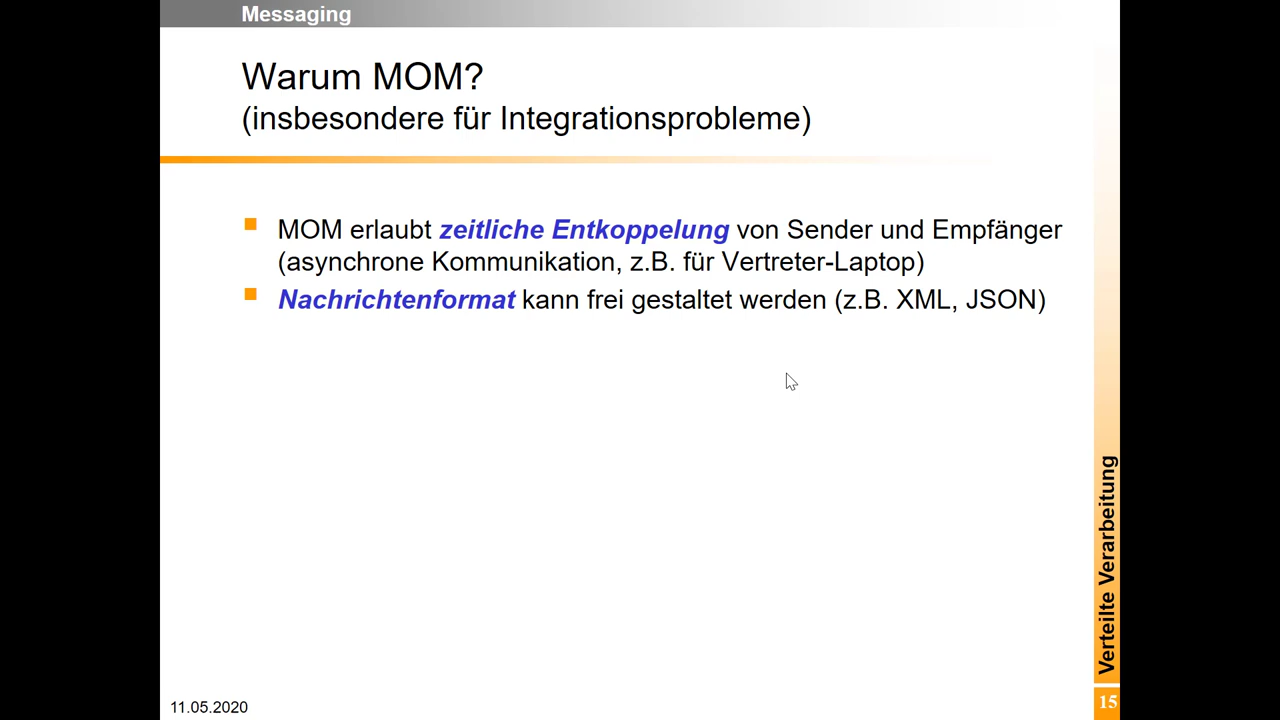 Messaging
Warum MOM?
(insbesondere für Integrationsprobleme)
MOM erlaubt zeitliche Entkoppelung von Sender und Empfänger
(asynchrone Kommunikation, z.B. für Vertreter-Laptop)
Nachrichtenformat kann frei gestaltet werden (z.B. XML, JSON)
Verteilte Verarbeitung
11.05.2020
15